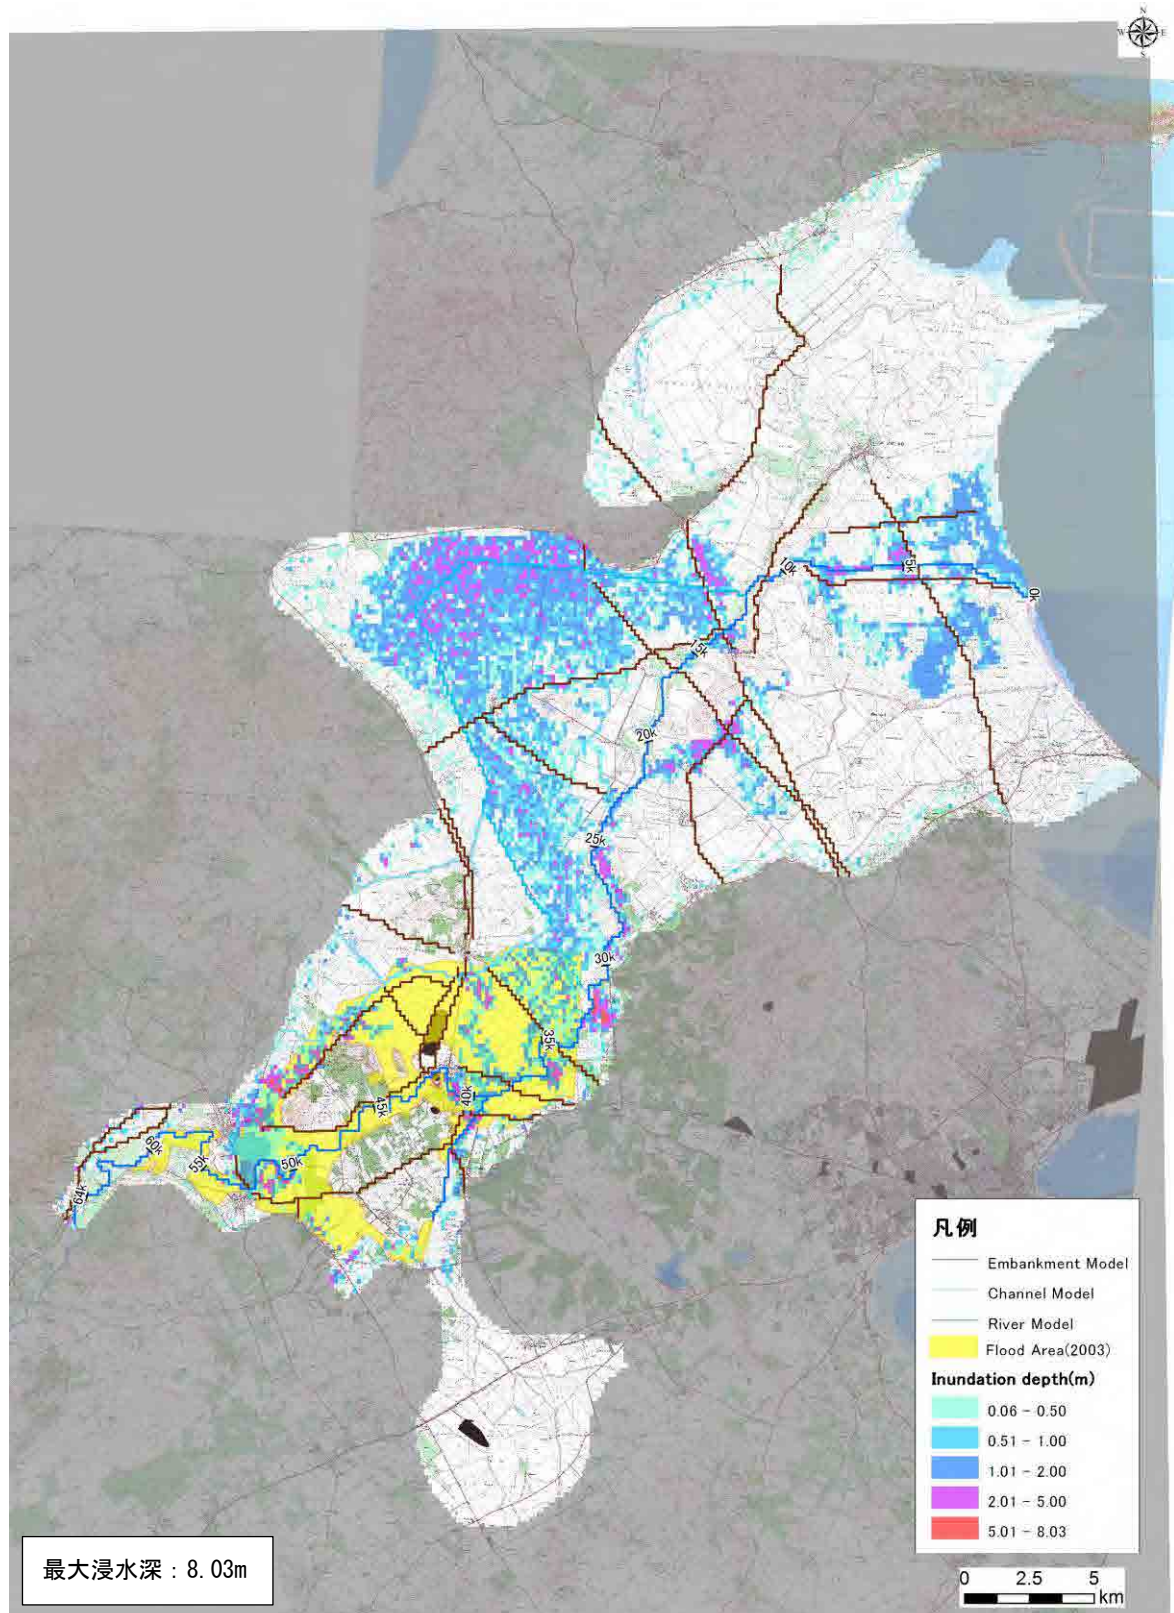 N
W E
S
0k
5k
10k
15k
20k
25k
30k
35k
40k
45k
50k
55k
60k
64k
凡例
Embankment Model
Channel Model
River Model
Flood Area(2003)
Inundation depth(m)
0.06 - 0.50
0.51 - 1.00
1.01 - 2.00
2.01 - 5.00
5.01 - 8.03
最大浸水深：8.03m
0 2.5 5
km